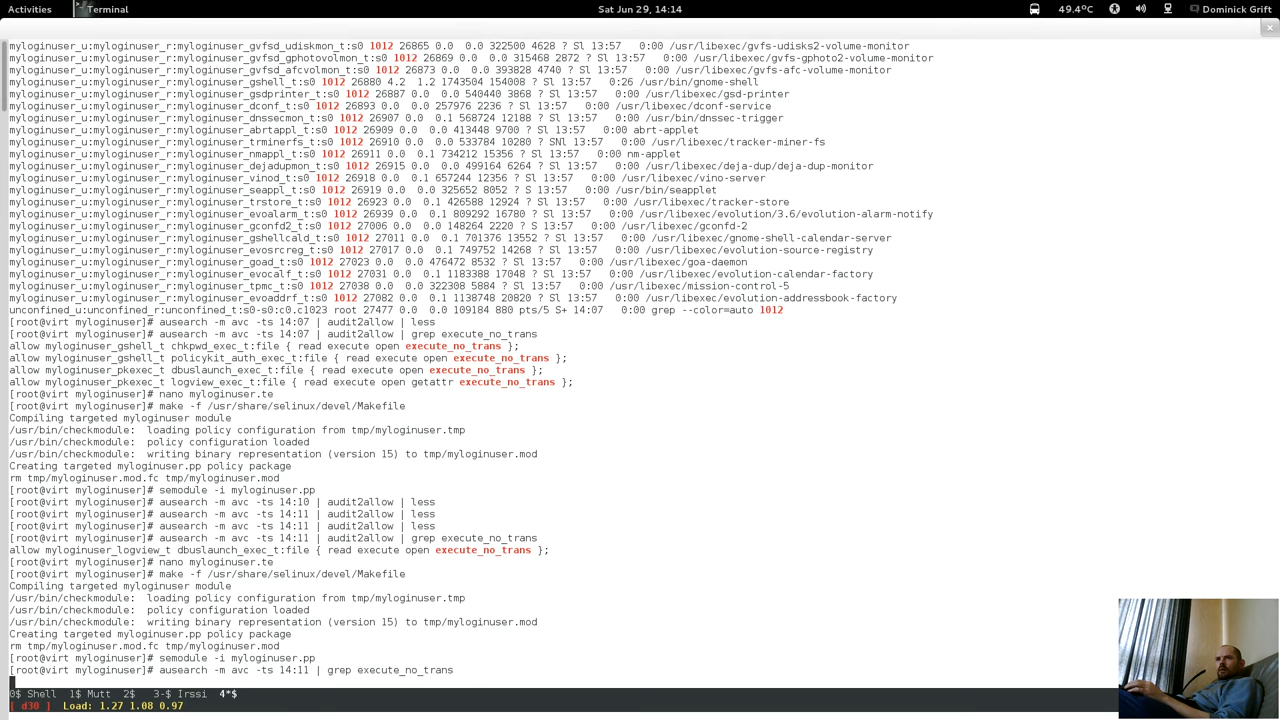 Activities
Terminal
Sat Jun 29, 14:14
49.4°C
Dominick Grift
myloginuser_u:myloginuser_r:myloginuser_gvfsd_udiskmon_t:s0 1012 26865 0.0  0.0 322500 4628 ? Sl 13:57   0:00 /usr/libexec/gvfs-udisks2-volume-monitor
myloginuser_u:myloginuser_r:myloginuser_gvfsd_gphotovolmon_t:s0 1012 26869 0.0  0.0 315468 2872 ? Sl 13:57   0:00 /usr/libexec/gvfs-gphoto2-volume-monitor
myloginuser_u:myloginuser_r:myloginuser_gvfsd_afcvolmon_t:s0 1012 26873 0.0  0.0 393828 4740 ? Sl 13:57   0:00 /usr/libexec/gvfs-afc-volume-monitor
myloginuser_u:myloginuser_r:myloginuser_gshell_t:s0 1012 26880 4.2  1.2 1743504 154008 ? Sl 13:57   0:26 /usr/bin/gnome-shell
myloginuser_u:myloginuser_r:myloginuser_gsdprinter_t:s0 1012 26887 0.0  0.0 540440 3868 ? Sl 13:57   0:00 /usr/libexec/gsd-printer
myloginuser_u:myloginuser_r:myloginuser_dconf_t:s0 1012 26893 0.0  0.0 257976 2236 ? Sl 13:57   0:00 /usr/libexec/dconf-service
myloginuser_u:myloginuser_r:myloginuser_dnssecmon_t:s0 1012 26907 0.0  0.1 568724 12188 ? Sl 13:57   0:00 /usr/bin/dnssec-trigger
myloginuser_u:myloginuser_r:myloginuser_abrtappl_t:s0 1012 26909 0.0  0.0 413448 9700 ? Sl 13:57   0:00 abrt-applet
myloginuser_u:myloginuser_r:myloginuser_trminerfs_t:s0 1012 26910 0.0  0.0 533784 10280 ? SNl 13:57   0:00 /usr/libexec/tracker-miner-fs
myloginuser_u:myloginuser_r:myloginuser_nmappl_t:s0 1012 26911 0.0  0.1 734212 15356 ? Sl 13:57   0:00 nm-applet
myloginuser_u:myloginuser_r:myloginuser_dejadupmon_t:s0 1012 26915 0.0  0.0 499164 6264 ? Sl 13:57   0:00 /usr/libexec/deja-dup/deja-dup-monitor
myloginuser_u:myloginuser_r:myloginuser_vinod_t:s0 1012 26918 0.0  0.1 657244 12356 ? Sl 13:57   0:00 /usr/libexec/vino-server
myloginuser_u:myloginuser_r:myloginuser_seappl_t:s0 1012 26919 0.0  0.0 325652 8052 ? S 13:57   0:00 /usr/bin/seapplet
myloginuser_u:myloginuser_r:myloginuser_trstore_t:s0 1012 26923 0.0  0.1 426588 12924 ? Sl 13:57   0:00 /usr/libexec/tracker-store
myloginuser_u:myloginuser_r:myloginuser_evoalarm_t:s0 1012 26939 0.0  0.1 809292 16780 ? Sl 13:57   0:00 /usr/libexec/evolution/3.6/evolution-alarm-notify
myloginuser_u:myloginuser_r:myloginuser_gconfd2_t:s0 1012 27006 0.0  0.0 148264 2220 ? S 13:57   0:00 /usr/libexec/gconfd-2
myloginuser_u:myloginuser_r:myloginuser_gshellcald_t:s0 1012 27011 0.0  0.1 701376 13552 ? Sl 13:57   0:00 /usr/libexec/gnome-shell-calendar-server
myloginuser_u:myloginuser_r:myloginuser_evosrcreg_t:s0 1012 27017 0.0  0.1 749752 14268 ? Sl 13:57   0:00 /usr/libexec/evolution-source-registry
myloginuser_u:myloginuser_r:myloginuser_goad_t:s0 1012 27023 0.0  0.0 476472 8532 ? Sl 13:57   0:00 /usr/libexec/goa-daemon
myloginuser_u:myloginuser_r:myloginuser_evocalf_t:s0 1012 27031 0.0  0.1 1183388 17048 ? Sl 13:57   0:00 /usr/libexec/evolution-calendar-factory
myloginuser_u:myloginuser_r:myloginuser_tpmc_t:s0 1012 27038 0.0  0.0 322308 5884 ? Sl 13:57   0:00 /usr/libexec/mission-control-5
myloginuser_u:myloginuser_r:myloginuser_evoaddrf_t:s0 1012 27082 0.0  0.1 1138748 20820 ? Sl 13:57   0:00 /usr/libexec/evolution-addressbook-factory
unconfined_u:unconfined_r:unconfined_t:s0-s0:c0.c1023 root 27477 0.0  0.0 109184 880 pts/5 S+ 14:07   0:00 grep --color=auto 1012
[root@virt myloginuser]# ausearch -m avc -ts 14:07 | audit2allow | less
[root@virt myloginuser]# ausearch -m avc -ts 14:07 | audit2allow | grep execute_no_trans
allow myloginuser_gshell_t chkpwd_exec_t:file { read execute open execute_no_trans };
allow myloginuser_gshell_t policykit_auth_exec_t:file { read execute open execute_no_trans };
allow myloginuser_pkexec_t dbuslaunch_exec_t:file { read execute open execute_no_trans };
allow myloginuser_pkexec_t logview_exec_t:file { read execute open getattr execute_no_trans };
[root@virt myloginuser]# nano myloginuser.te
[root@virt myloginuser]# make -f /usr/share/selinux/devel/Makefile
Compiling targeted myloginuser module
/usr/bin/checkmodule:  loading policy configuration from tmp/myloginuser.tmp
/usr/bin/checkmodule:  policy configuration loaded
/usr/bin/checkmodule:  writing binary representation (version 15) to tmp/myloginuser.mod
Creating targeted myloginuser.pp policy package
rm tmp/myloginuser.mod.fc tmp/myloginuser.mod
[root@virt myloginuser]# semodule -i myloginuser.pp
[root@virt myloginuser]# ausearch -m avc -ts 14:10 | audit2allow | less
[root@virt myloginuser]# ausearch -m avc -ts 14:11 | audit2allow | less
[root@virt myloginuser]# ausearch -m avc -ts 14:11 | audit2allow | less
[root@virt myloginuser]# ausearch -m avc -ts 14:11 | audit2allow | grep execute_no_trans
allow myloginuser_logview_t dbuslaunch_exec_t:file { read execute open execute_no_trans };
[root@virt myloginuser]# nano myloginuser.te
[root@virt myloginuser]# make -f /usr/share/selinux/devel/Makefile
Compiling targeted myloginuser module
/usr/bin/checkmodule:  loading policy configuration from tmp/myloginuser.tmp
/usr/bin/checkmodule:  policy configuration loaded
/usr/bin/checkmodule:  writing binary representation (version 15) to tmp/myloginuser.mod
Creating targeted myloginuser.pp policy package
rm tmp/myloginuser.mod.fc tmp/myloginuser.mod
[root@virt myloginuser]# semodule -i myloginuser.pp
[root@virt myloginuser]# ausearch -m avc -ts 14:11 | grep execute_no_trans
0$ Shell  1$ Mutt  2$   3-$ Irssi  4*$
[ d30 ]  Load: 1.27 1.08 0.97